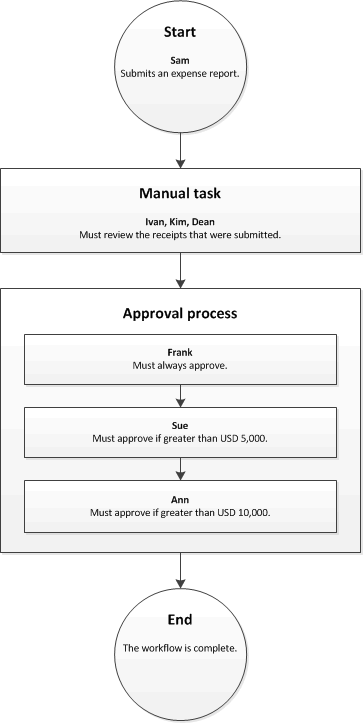 Start
Sam
Submits an expense report.
Manual task
Ivan, Kim, Dean
Must review the receipts that were submitted.
Approval process
Frank
Must always approve.
Sue
Must approve if greater than USD 5,000.
Ann
Must approve if greater than USD 10,000.
End
The workflow is complete.